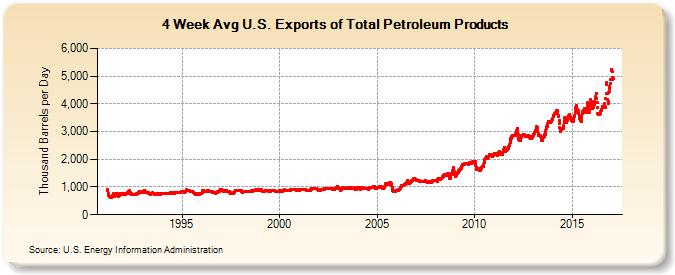 4 Week Avg U.S. Exports of Total Petroleum Products
Thousand Barrels per Day
6,000
5,000
4,000
3,000
2,000
1,000
0
1995 2000 2005 2010 2015
Source: U.S. Energy Information Administration